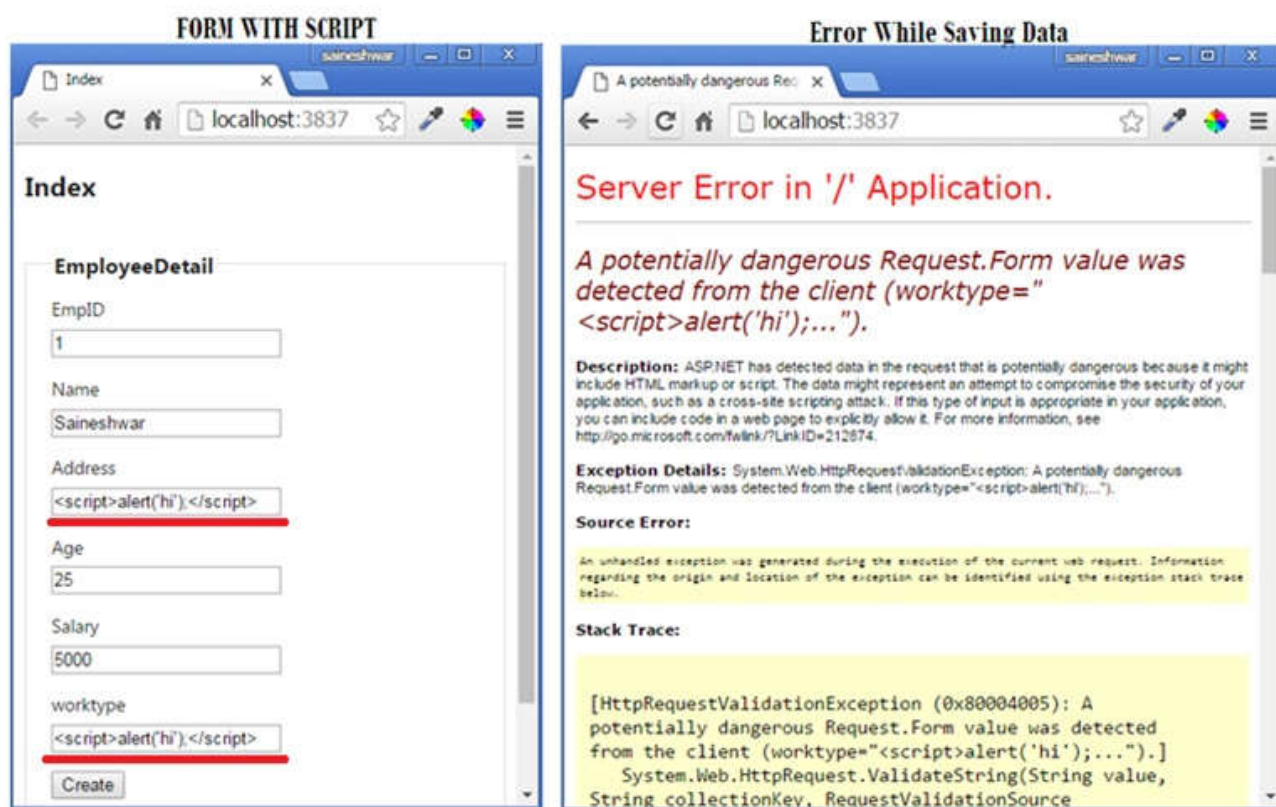 FORM WITH SCRIPT
saineshwar
Index
localhost:3837
Index
EmployeeDetail
EmpID
1
Name
Saineshwar
Address
<script>alert('hi');</script>
Age
25
Salary
5000
worktype
<script>alert('hi');</script>
Create
Error While Saving Data
saineshwar
A potentially dangerous Rec
localhost:3837
Server Error in '/' Application.
A potentially dangerous Request.Form value was
detected from the client (worktype="
<script>alert('hi');...").
Description: ASP.NET has detected data in the request that is potentially dangerous because it might
include HTML markup or script. The data might represent an attempt to compromise the security of your
application, such as a cross-site scripting attack. If this type of input is appropriate in your application,
you can include code in a web page to explicitly allow it. For more information, see
http://go.microsoft.com/fwlink/?LinkID=212874.
Exception Details: System.Web.HttpRequestValidationException: A potentially dangerous
Request.Form value was detected from the client (worktype="<script>alert('hi');...").
Source Error:
An unhandled exception was generated during the execution of the current web request. Information
regarding the origin and location of the exception can be identified using the exception stack trace
below.
Stack Trace:
[HttpRequestValidationException (0x80004005): A
potentially dangerous Request.Form value was detected
from the client (worktype="<script>alert('hi');...").]
System.Web.HttpRequest.ValidateString(String value,
String collectionKey, RequestValidationSource